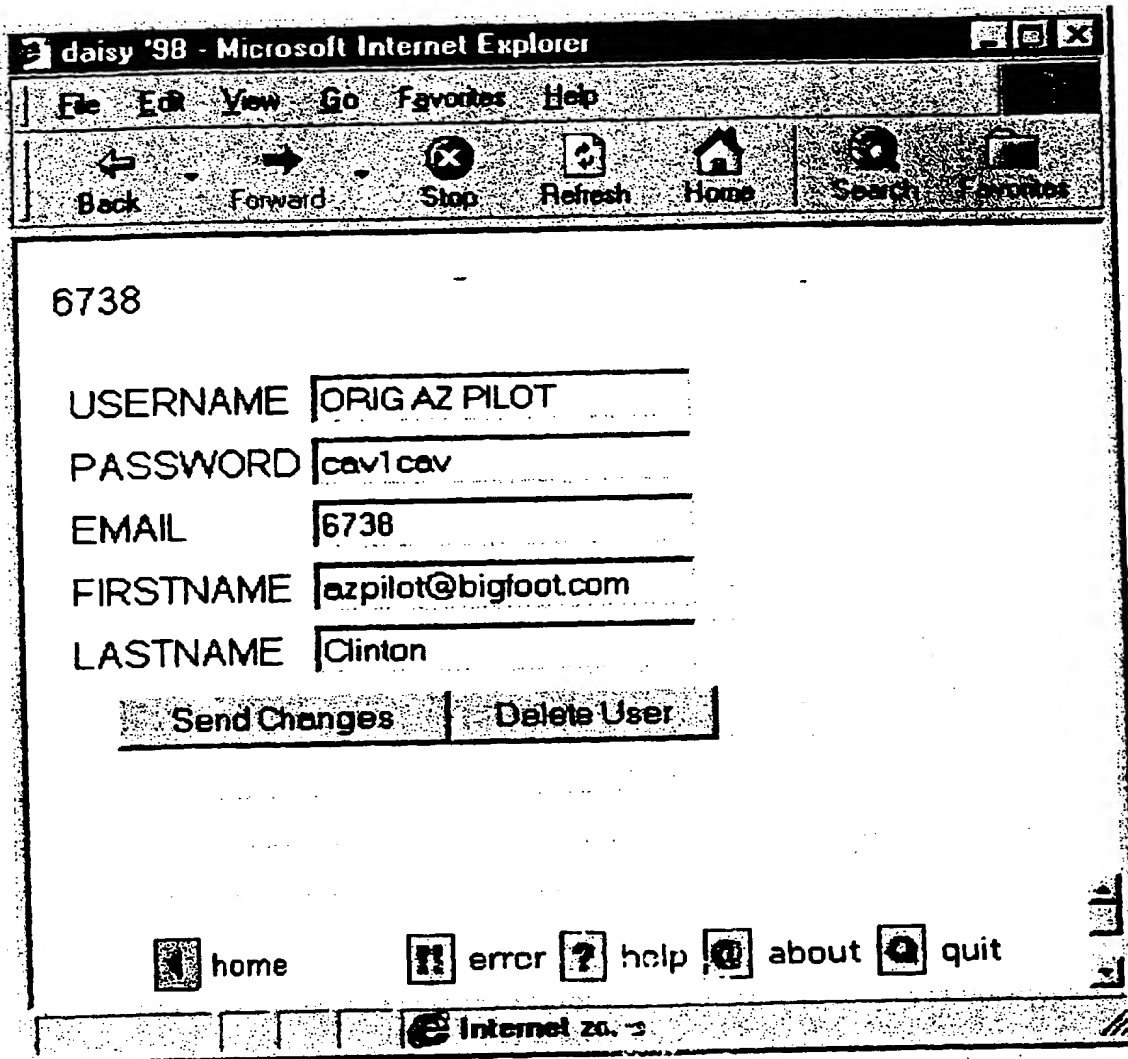 daisy '98 - Microsoft Internet Explorer
File Edit View Go Favorites Help
Back Forward Stop Refresh Home Search Favorites
6738
USERNAME ORIG AZ PILOT
PASSWORD cav1cav
EMAIL 6738
FIRSTNAME azpilot@bigfoot.com
LASTNAME Clinton
Send Changes Delete User
home error ? help @ about quit
Internet